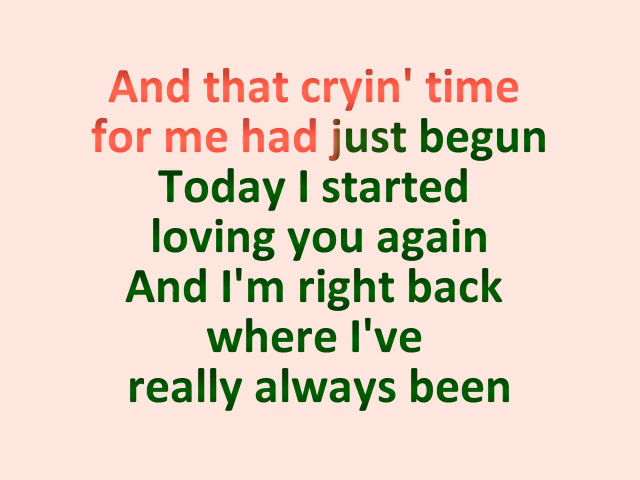 And that cryin' time
for me had just begun
Today I started
loving you again
And I'm right back
where I've
really always been